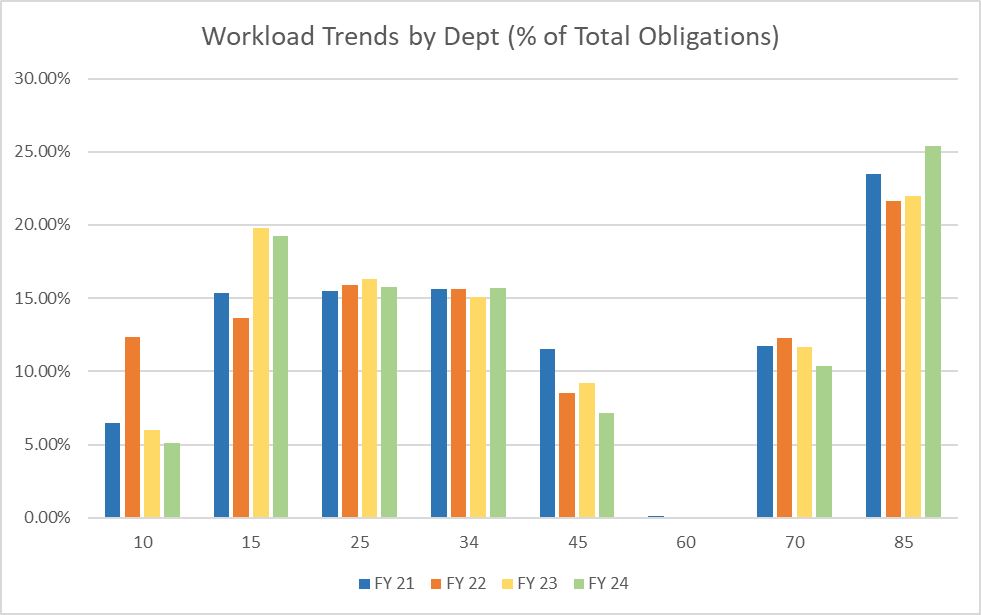 Workload Trends by Dept (% of Total Obligations)
30.00%
25.00%
20.00%
15.00%
10.00%
5.00%
0.00%
10 15 25 34 45 60 70 85
FY 21 FY 22 FY 23 FY 24